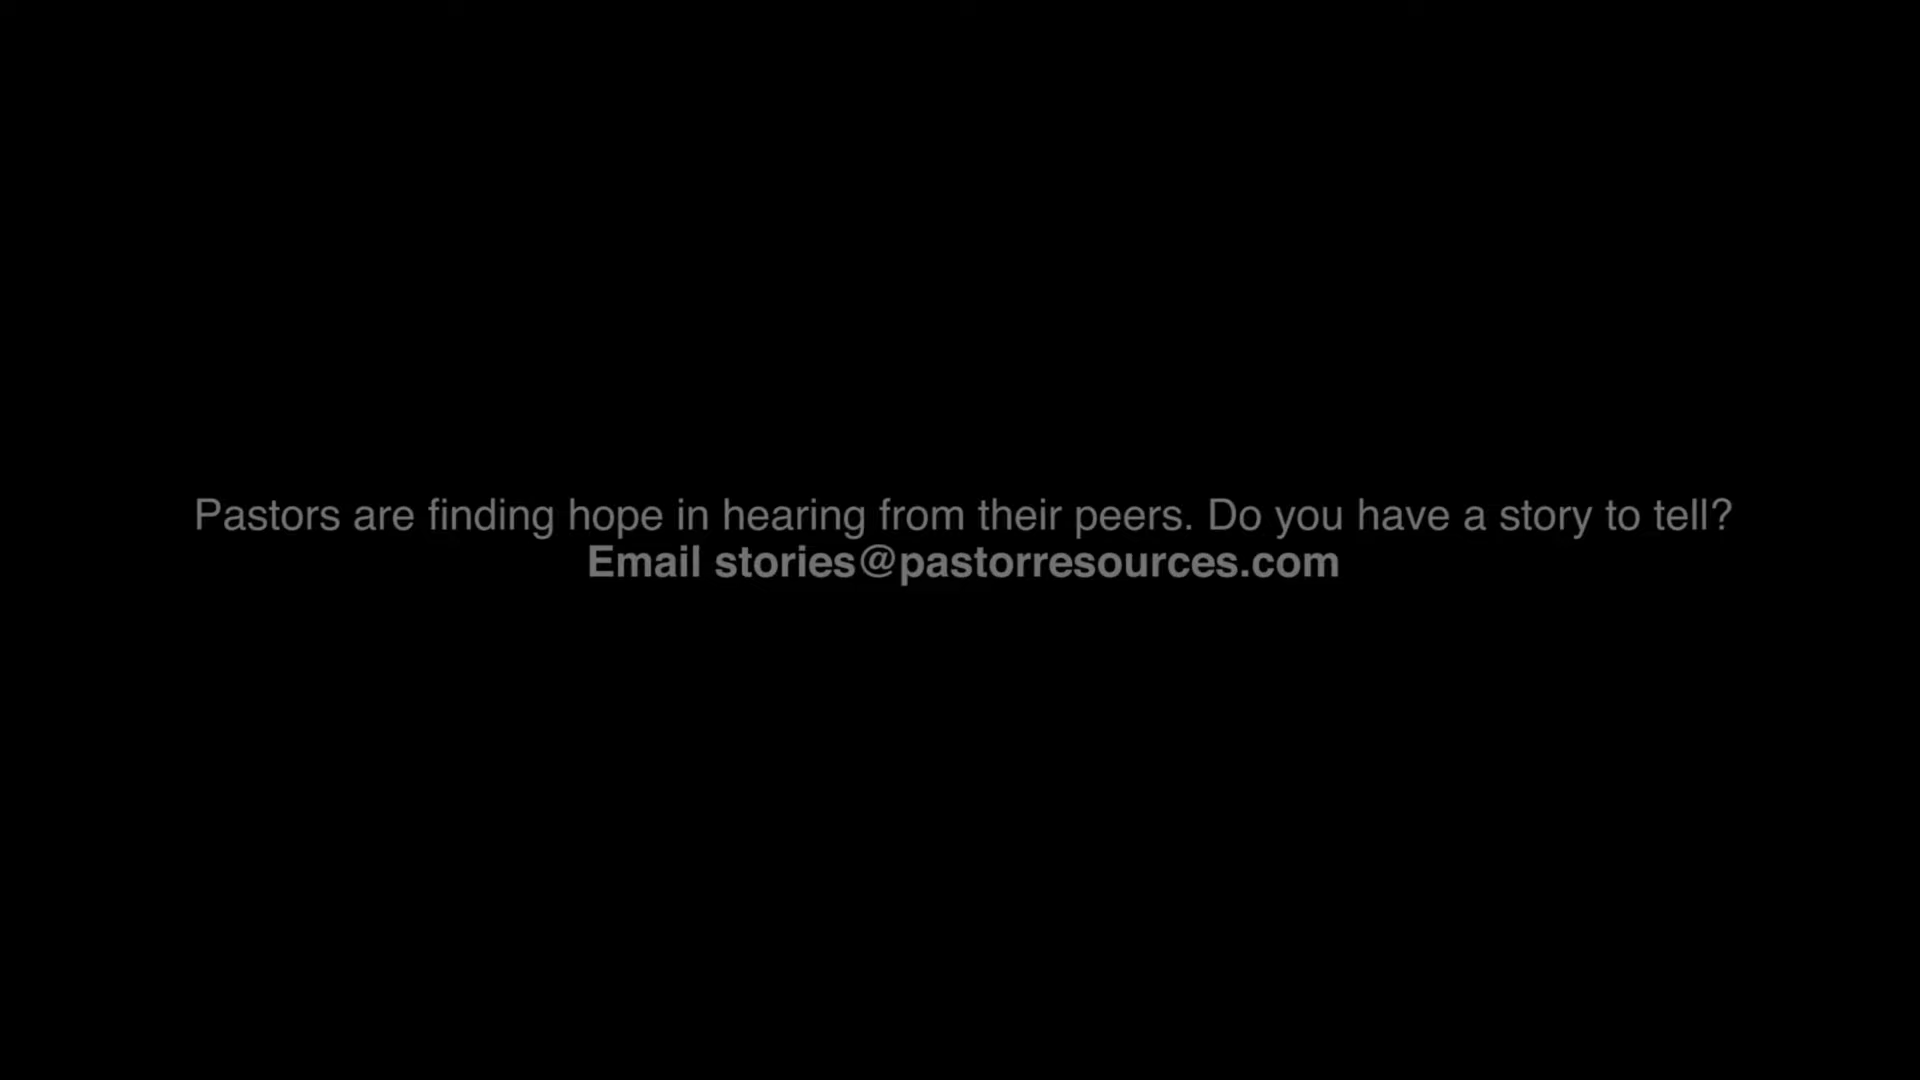 Pastors are finding hope in hearing from their peers. Do you have a story to tell?
Email stories@pastorresources.com